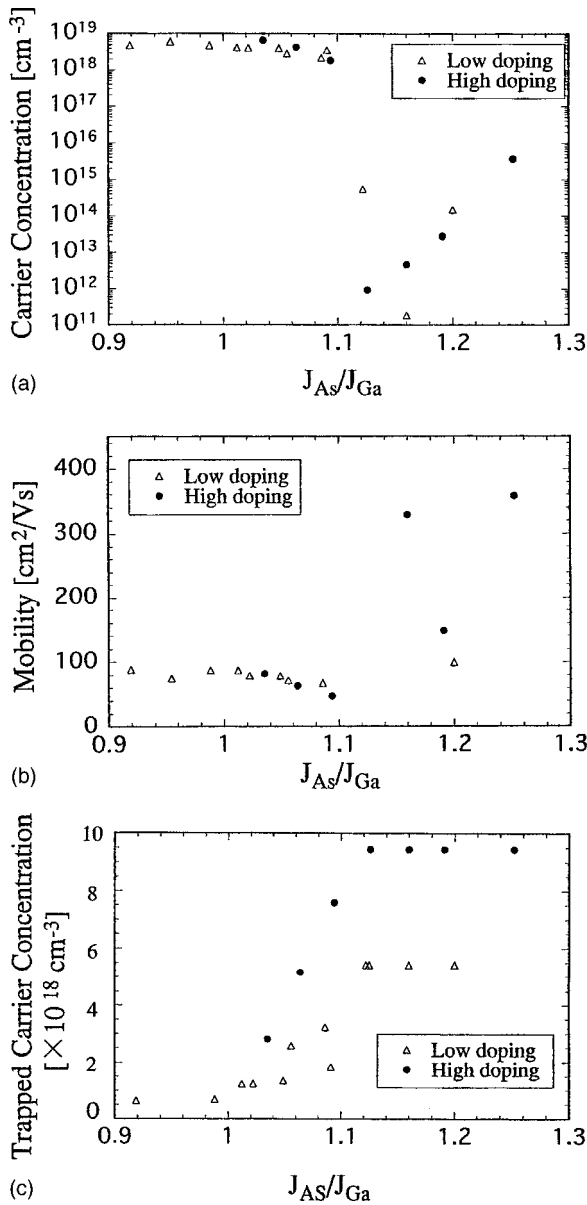 Carrier Concentration [cm⁻³]
10¹⁹
10¹⁸
10¹⁷
10¹⁶
10¹⁵
10¹⁴
10¹³
10¹²
10¹¹
Low doping
High doping
0.9 1 1.1 1.2 1.3
(a)
J_As/J_Ga
Mobility [cm²/Vs]
400
300
200
100
0
Low doping
High doping
0.9 1 1.1 1.2 1.3
(b)
J_As/J_Ga
Trapped Carrier Concentration
[×10¹⁸ cm⁻³]
10
8
6
4
2
0
Low doping
High doping
0.9 1 1.1 1.2 1.3
(c)
J_AS/J_Ga